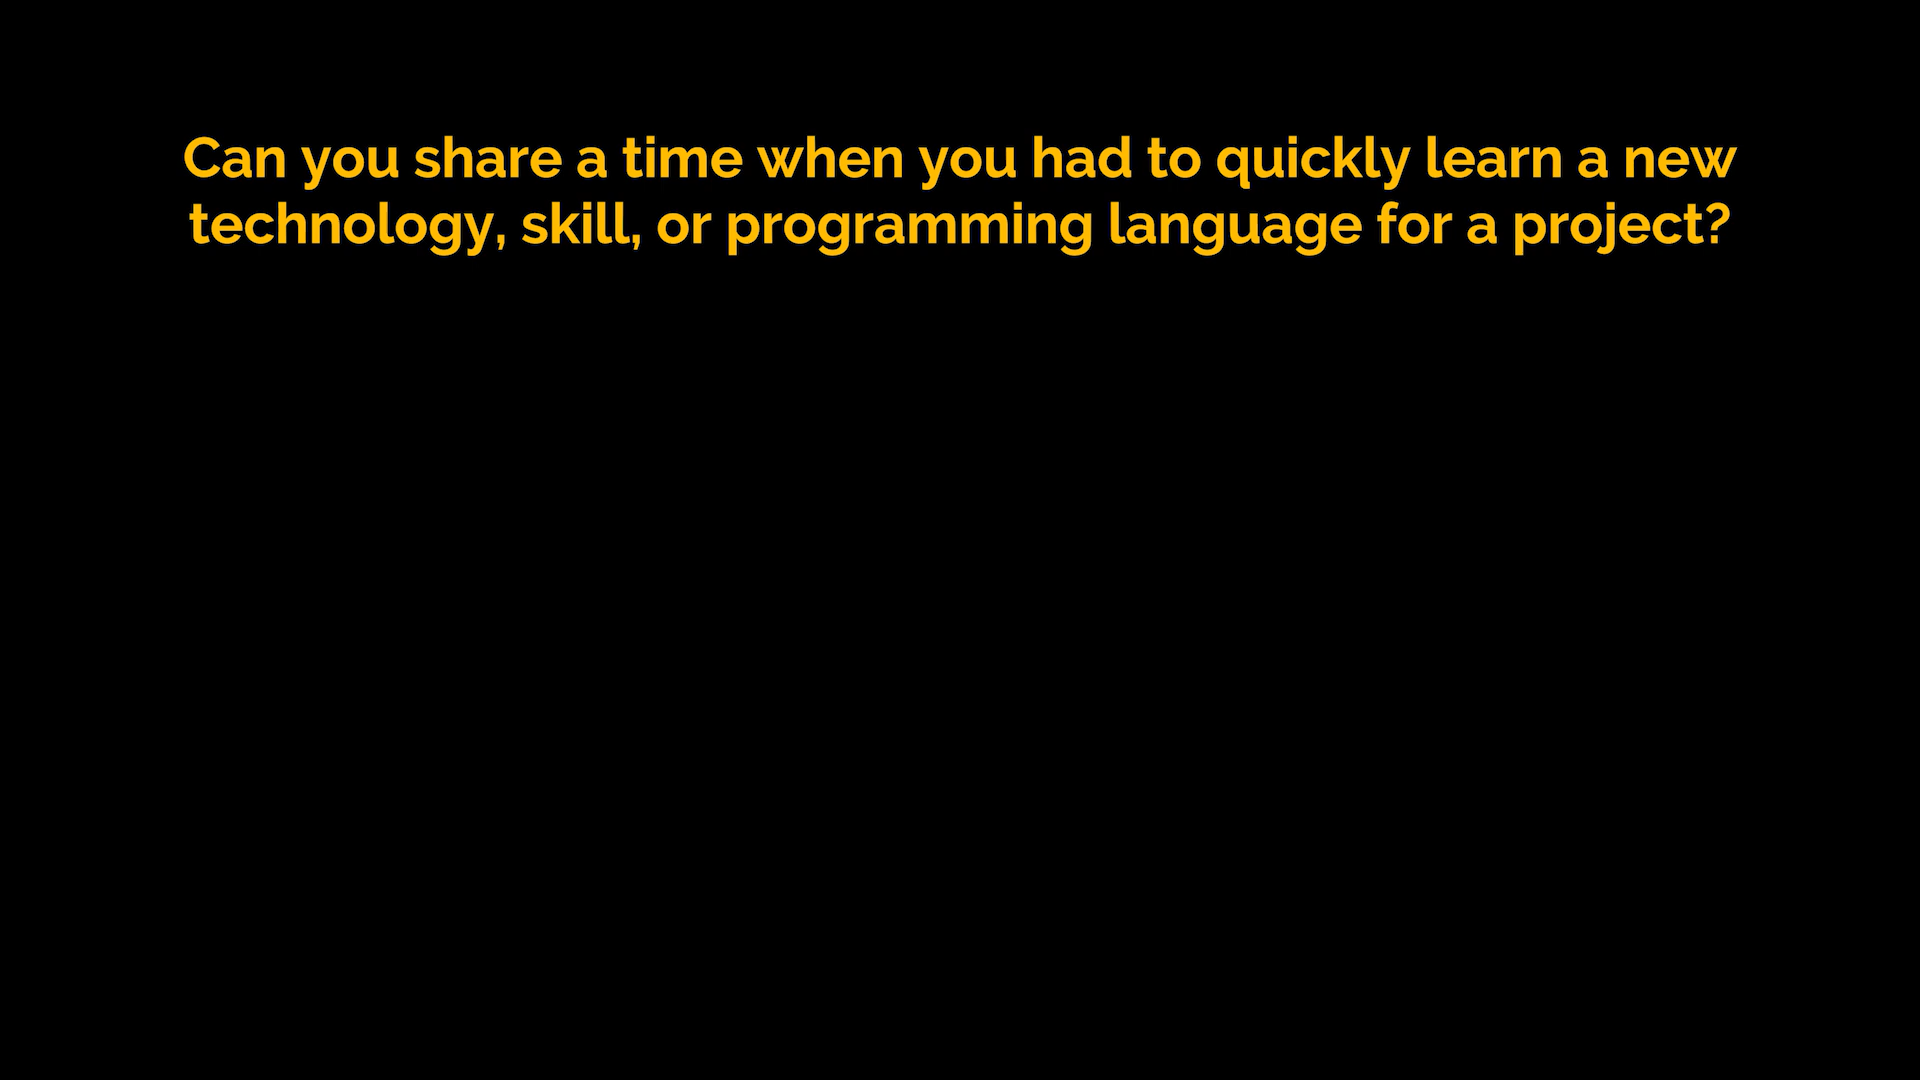 Can you share a time when you had to quickly learn a new
technology, skill, or programming language for a project?